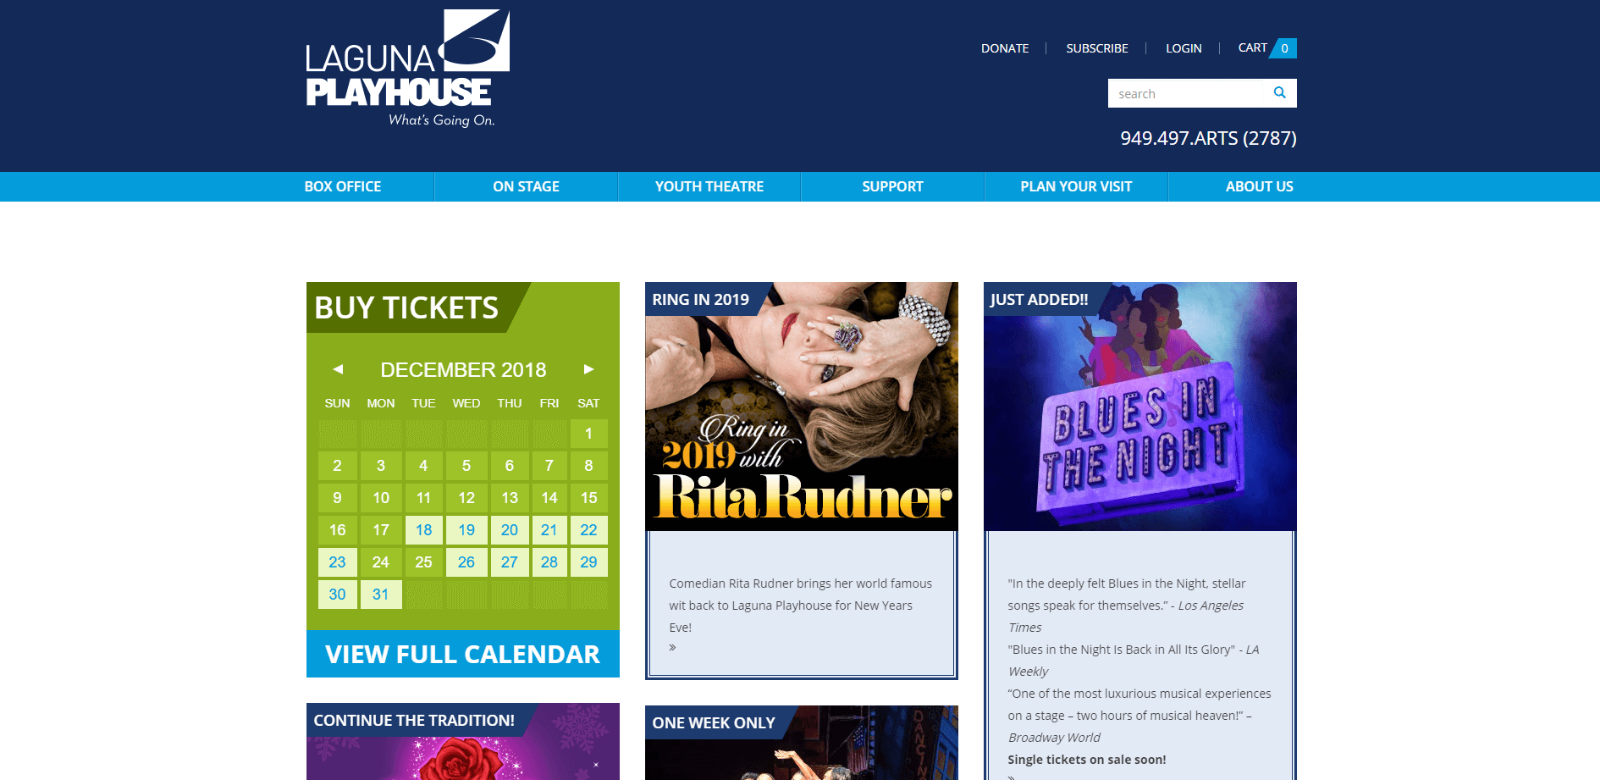 LAGUNA
PLAYHOUSE
What's Going On.
DONATE
SUBSCRIBE
LOGIN
CART 0
search
949.497.ARTS (2787)
BOX OFFICE
ON STAGE
YOUTH THEATRE
SUPPORT
PLAN YOUR VISIT
ABOUT US
BUY TICKETS
DECEMBER 2018
SUN MON TUE WED THU FRI SAT
1
2 3 4 5 6 7 8
9 10 11 12 13 14 15
16 17 18 19 20 21 22
23 24 25 26 27 28 29
30 31
VIEW FULL CALENDAR
CONTINUE THE TRADITION!
RING IN 2019
Ring in
2019 with
Rita Rudner
Comedian Rita Rudner brings her world famous
wit back to Laguna Playhouse for New Years
Eve!
»
ONE WEEK ONLY
DANCING
JUST ADDED!!
BLUES IN
THE NIGHT
"In the deeply felt Blues in the Night, stellar
songs speak for themselves.” - Los Angeles
Times
"Blues in the Night Is Back in All Its Glory" - LA
Weekly
“One of the most luxurious musical experiences
on a stage – two hours of musical heaven!” –
Broadway World
Single tickets on sale soon!